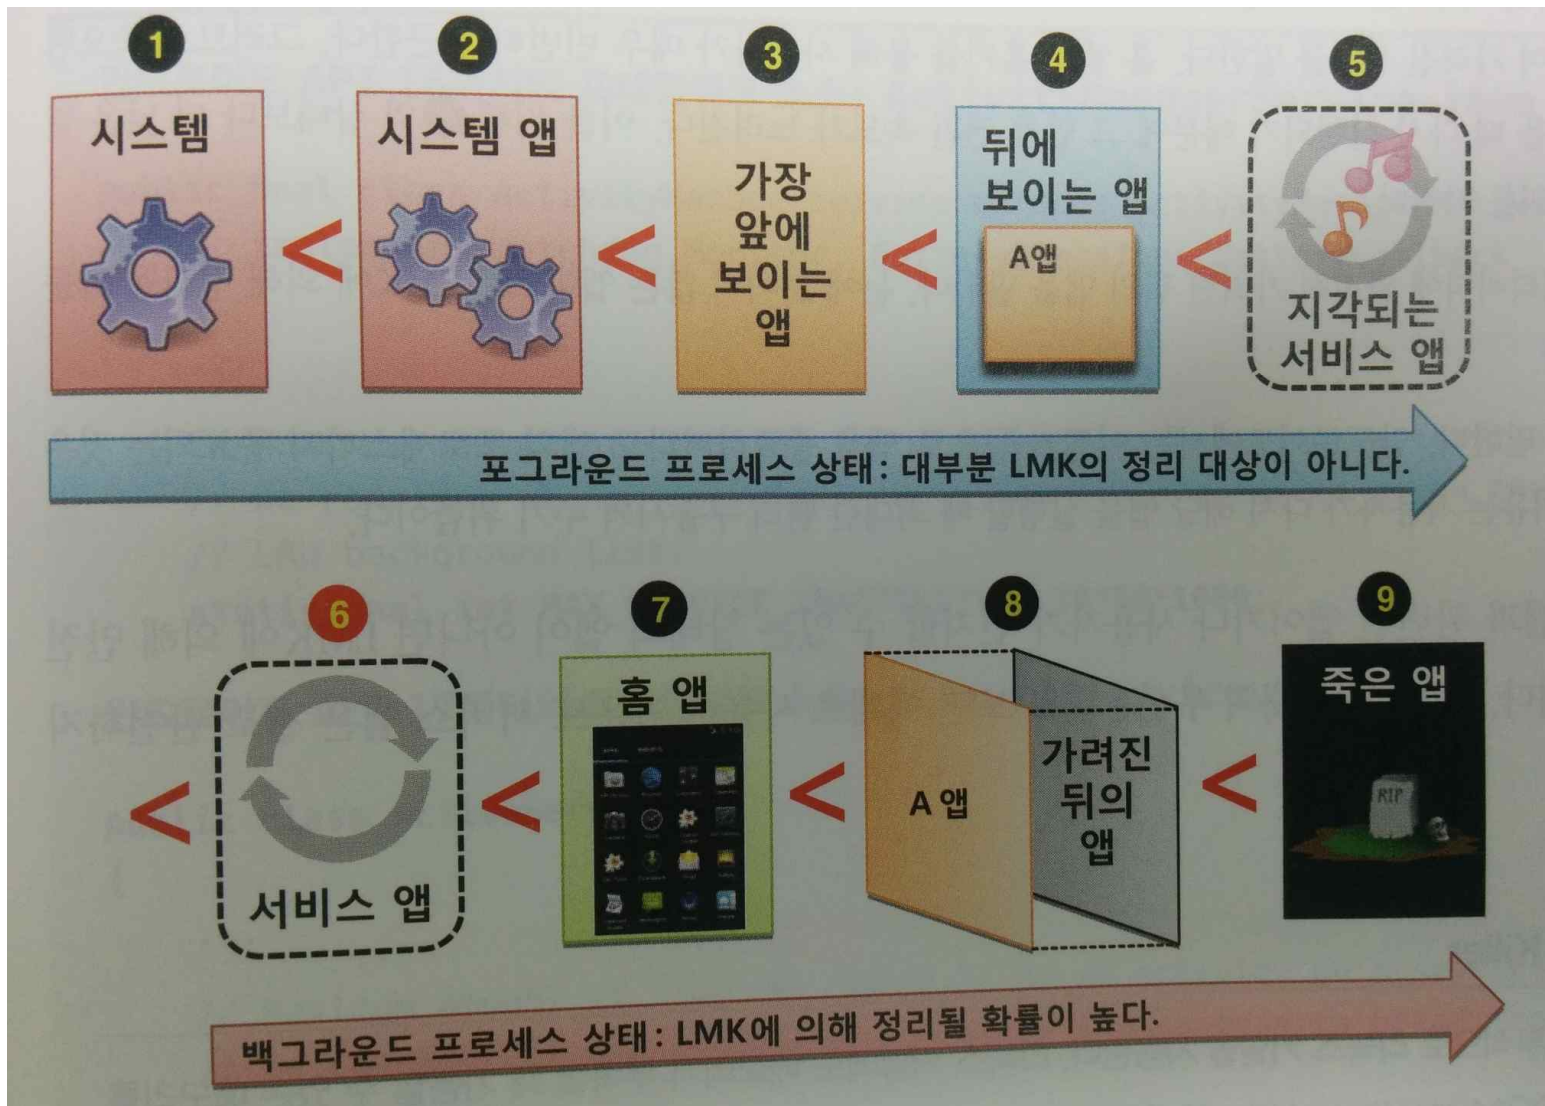 1
2
3
4
5
시스템
시스템 앱
가장
앞에
보이는
앱
뒤에
보이는 앱
A앱
지각되는
서비스 앱
<
<
<
<
포그라운드 프로세스 상태: 대부분 LMK의 정리 대상이 아니다.
6
7
8
9
<
서비스 앱
<
홈 앱
<
A 앱
가려진
뒤의
앱
<
죽은 앱
RIP
백그라운드 프로세스 상태: LMK에 의해 정리될 확률이 높다.